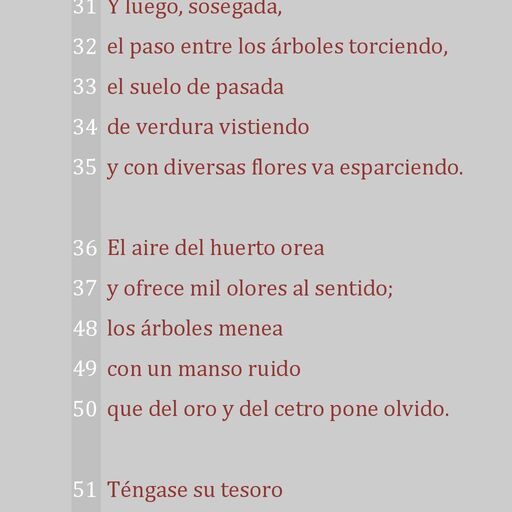 31 Y luego, sosegada,
32 el paso entre los árboles torciendo,
33 el suelo de pasada
34 de verdura vistiendo
35 y con diversas flores va esparciendo.
36 El aire del huerto orea
37 y ofrece mil olores al sentido;
48 los árboles menea
49 con un manso ruido
50 que del oro y del cetro pone olvido.
51 Téngase su tesoro